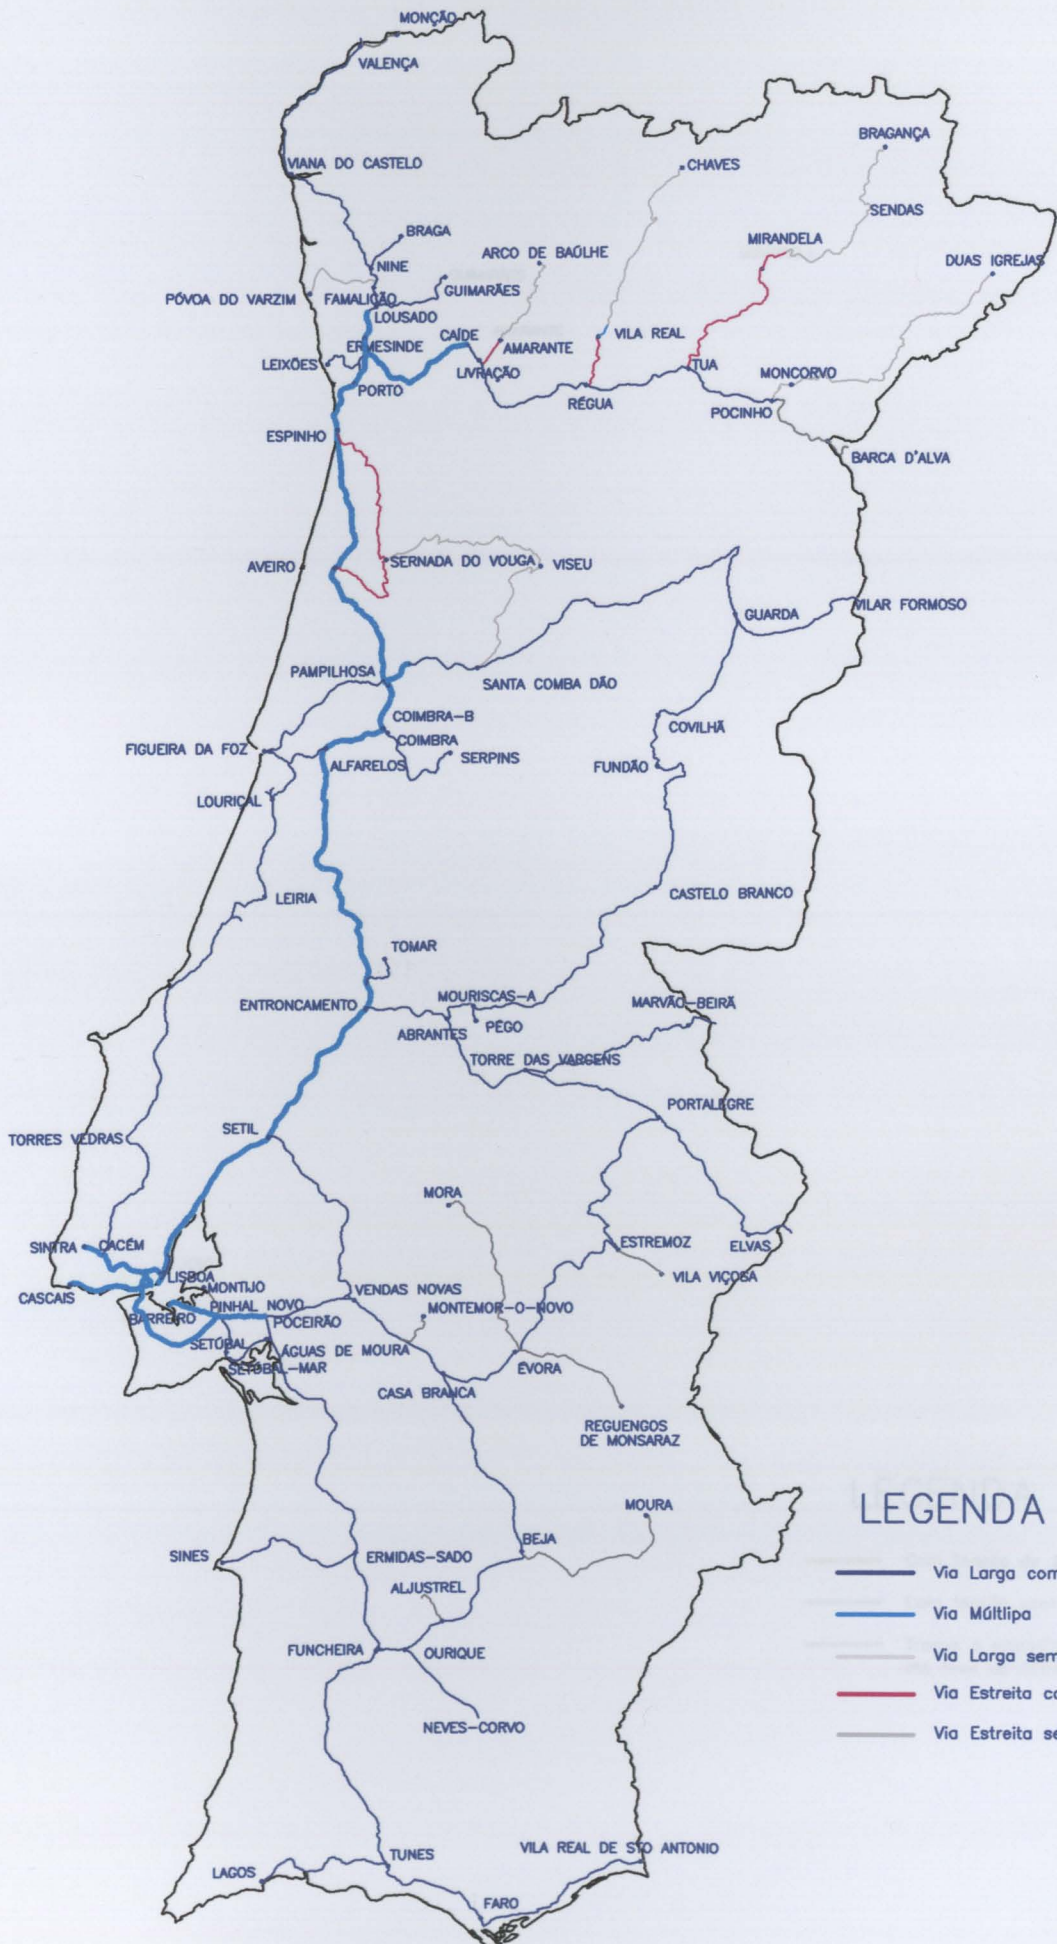 MONÇÃO
VALENÇA
BRAGANÇA
VIANA DO CASTELO
CHAVES
SENDAS
BRAGA
MIRANDELA
ARCO DE BAÚLHE
NINE
DUAS IGREJAS
GUIMARÃES
PÓVOA DO VARZIM
FAMALICÃO
LOUSADO
CAÍDE
VILA REAL
ERMESINDE
AMARANTE
LEIXÕES
LIVRAÇÃO
TUA
MONCORVO
PORTO
RÉGUA
POCINHO
ESPINHO
BARCA D'ALVA
SERNADA DO VOUGA
VISEU
AVEIRO
VILAR FORMOSO
GUARDA
PAMPILHOSA
SANTA COMBA DÃO
COIMBRA-B
COVILHÃ
COIMBRA
FIGUEIRA DA FOZ
SERPINS
ALFARELOS
FUNDÃO
LOURIÇAL
CASTELO BRANCO
LEIRIA
TOMAR
MOURISCAS-A
MARVÃO-BEIRÃ
ENTRONCAMENTO
PÉGO
ABRANTES
TORRE DAS VARGENS
PORTALEGRE
SETIL
TORRES VEDRAS
MORA
ESTREMOZ
SINTRA
CACÉM
ELVAS
LISBOA
VILA VIÇOSA
MONTIJO
CASCAIS
VENDAS NOVAS
PINHAL NOVO
MONTEMOR-O-NOVO
BARREIRO
POCEIRÃO
SETÚBAL
ÁGUAS DE MOURA
ÉVORA
SETÚBAL-MAR
CASA BRANCA
REGUENGOS
DE MONSARAZ
MOURA
LEGENDA
BEJA
SINES
ERMIDAS-SADO
Via Larga com
ALJUSTREL
Via Múltlipa
FUNCHEIRA
OURIQUE
Via Larga sem
Via Estreita co
NEVES-CORVO
Via Estreita se
VILA REAL DE STO ANTONIO
TUNES
LAGOS
FARO